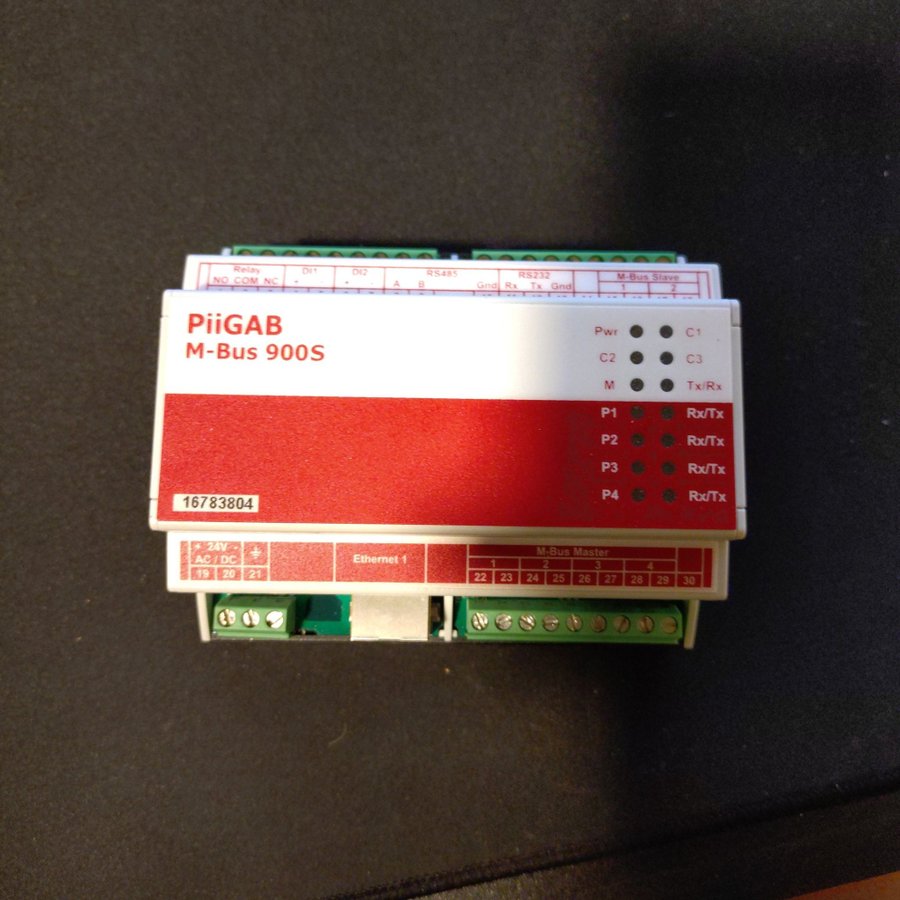 Relay DI1 DI2 RS485 RS232 M-Bus Slave
NO COM NC + - + - A B Gnd Rx Tx Gnd 1 2
PiiGAB
M-Bus 900S
Pwr C1
C2 C3
M Tx/Rx
P1 Rx/Tx
P2 Rx/Tx
P3 Rx/Tx
P4 Rx/Tx
16783804
+ 24V -
AC / DC
19 20 21
Ethernet 1
M-Bus Master
1 2 3 4
22 23 24 25 26 27 28 29 30